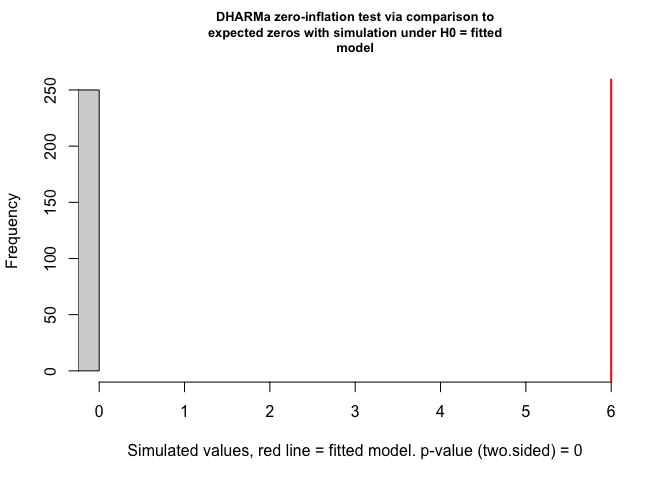 DHARMa zero-inflation test via comparison to
expected zeros with simulation under H0 = fitted
model
250
200
150
100
50
0
Frequency
0 1 2 3 4 5 6
Simulated values, red line = fitted model. p-value (two.sided) = 0